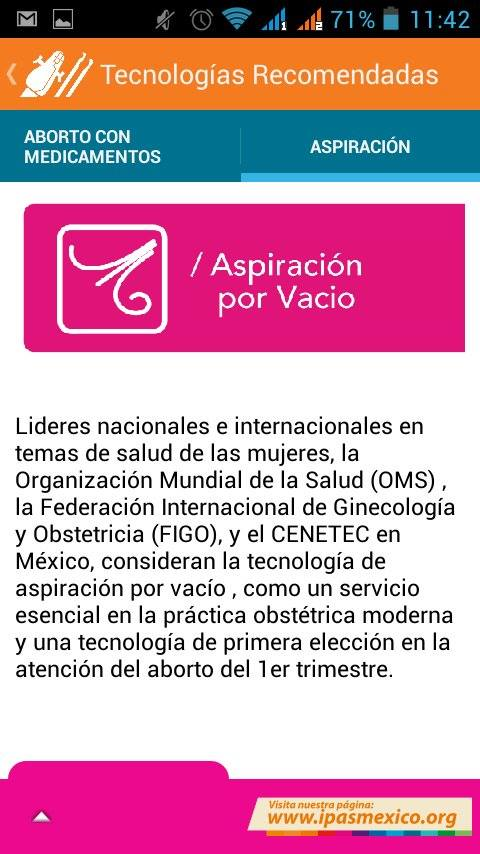 71% 11:42
Tecnologías Recomendadas
ABORTO CON
MEDICAMENTOS
ASPIRACIÓN
/ Aspiración
por Vacio
Lideres nacionales e internacionales en
temas de salud de las mujeres, la
Organización Mundial de la Salud (OMS) ,
la Federación Internacional de Ginecología
y Obstetricia (FIGO), y el CENETEC en
México, consideran la tecnología de
aspiración por vacío , como un servicio
esencial en la práctica obstétrica moderna
y una tecnología de primera elección en la
atención del aborto del 1er trimestre.
Visita nuestra página:
www.ipasmexico.org